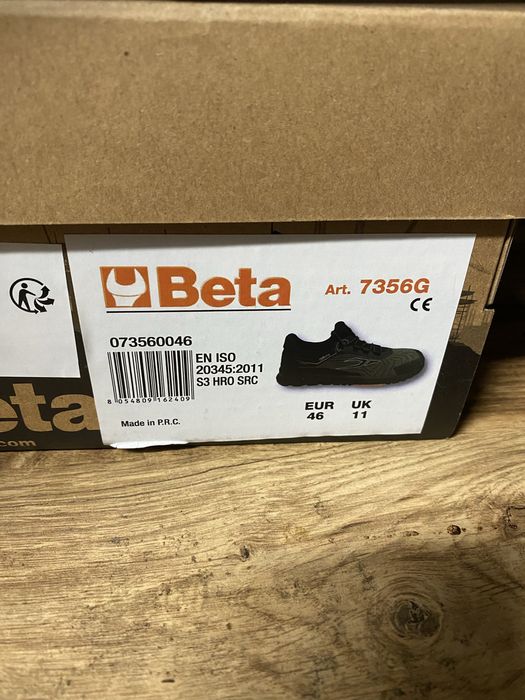 Beta
Art. 7356G
CE
073560046
EN ISO
20345:2011
S3 HRO SRC
8 054809 162409
EUR UK
46 11
Made in P.R.C.
eta
.com